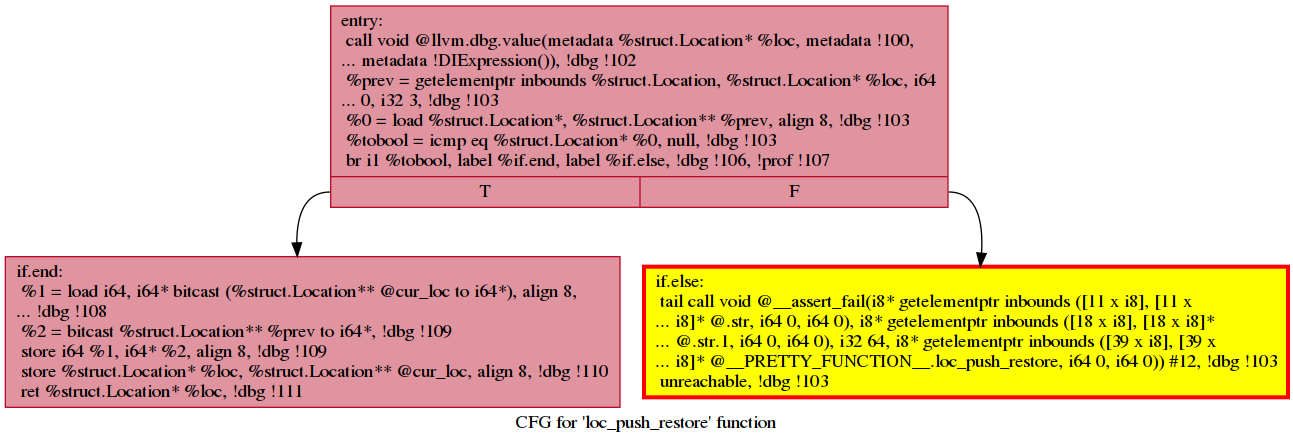 entry:
call void @llvm.dbg.value(metadata %struct.Location* %loc, metadata !100,
... metadata !DIExpression()), !dbg !102
%prev = getelementptr inbounds %struct.Location, %struct.Location* %loc, i64
... 0, i32 3, !dbg !103
%0 = load %struct.Location*, %struct.Location** %prev, align 8, !dbg !103
%tobool = icmp eq %struct.Location* %0, null, !dbg !103
br i1 %tobool, label %if.end, label %if.else, !dbg !106, !prof !107
T
F
if.end:
%1 = load i64, i64* bitcast (%struct.Location** @cur_loc to i64*), align 8,
... !dbg !108
%2 = bitcast %struct.Location** %prev to i64*, !dbg !109
store i64 %1, i64* %2, align 8, !dbg !109
store %struct.Location* %loc, %struct.Location** @cur_loc, align 8, !dbg !110
ret %struct.Location* %loc, !dbg !111
if.else:
tail call void @__assert_fail(i8* getelementptr inbounds ([11 x i8], [11 x
... i8]* @.str, i64 0, i64 0), i8* getelementptr inbounds ([18 x i8], [18 x i8]*
... @.str.1, i64 0, i64 0), i32 64, i8* getelementptr inbounds ([39 x i8], [39 x
... i8]* @__PRETTY_FUNCTION__.loc_push_restore, i64 0, i64 0)) #12, !dbg !103
unreachable, !dbg !103
CFG for 'loc_push_restore' function